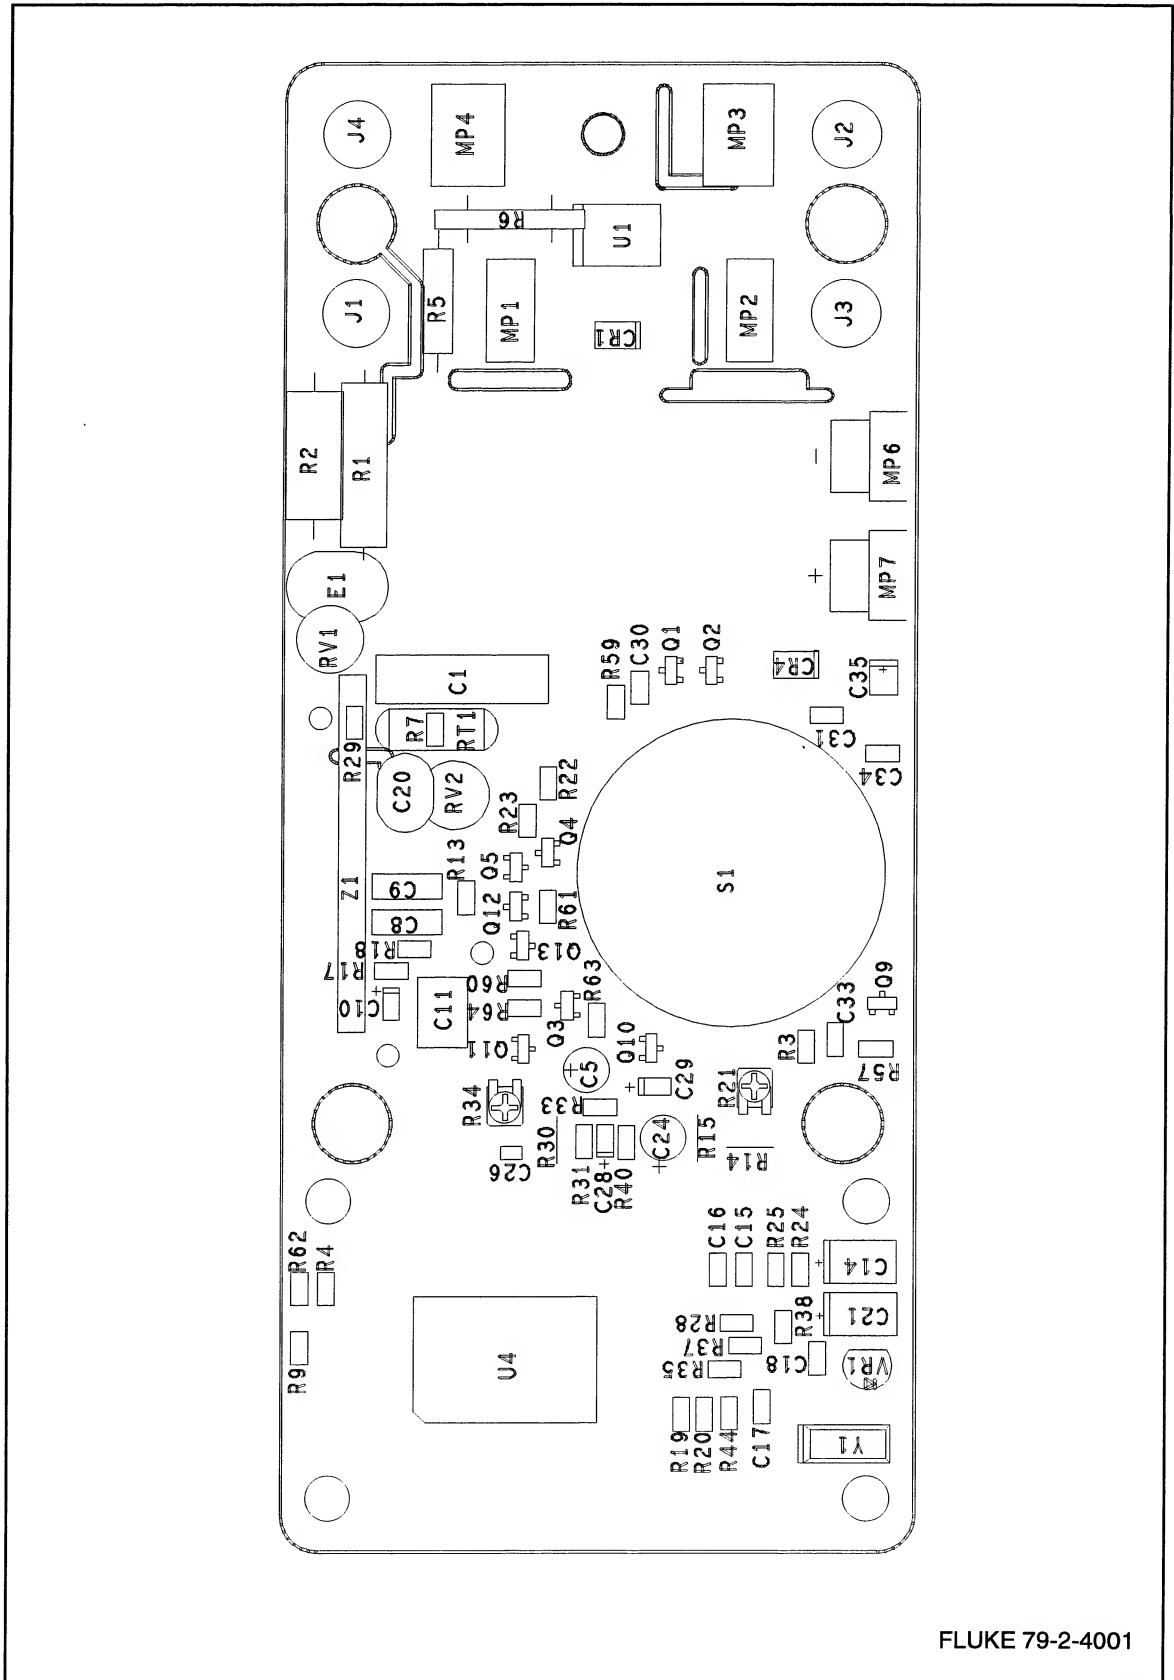 J4
MP4
MP3
J2
R6
U1
J1
R5
MP1
CR1
MP2
J3
R2
R1
-
MP6
E1
+
MP7
RV1
C1
R59
C30
Q1
Q2
CR4
C35
R29
R7
RT1
C31
C34
C20
RV2
R22
R23
Q4
Z1
C9
R13
Q5
S1
C8
Q12
R61
R18
Q13
R17
R60
+
C10
C11
R64
R63
Q9
C33
Q11
Q3
Q10
R3
R57
+
C5
+
C29
R21
R34
R33
C26
R30
R31
C28
+
R40
C24
+
R15
R14
R62
R4
C16
C15
R25
R24
+
C14
R9
U4
R28
R38
+
C21
R37
R35
C18
VR1
R19
R20
R44
C17
Y1
FLUKE 79-2-4001